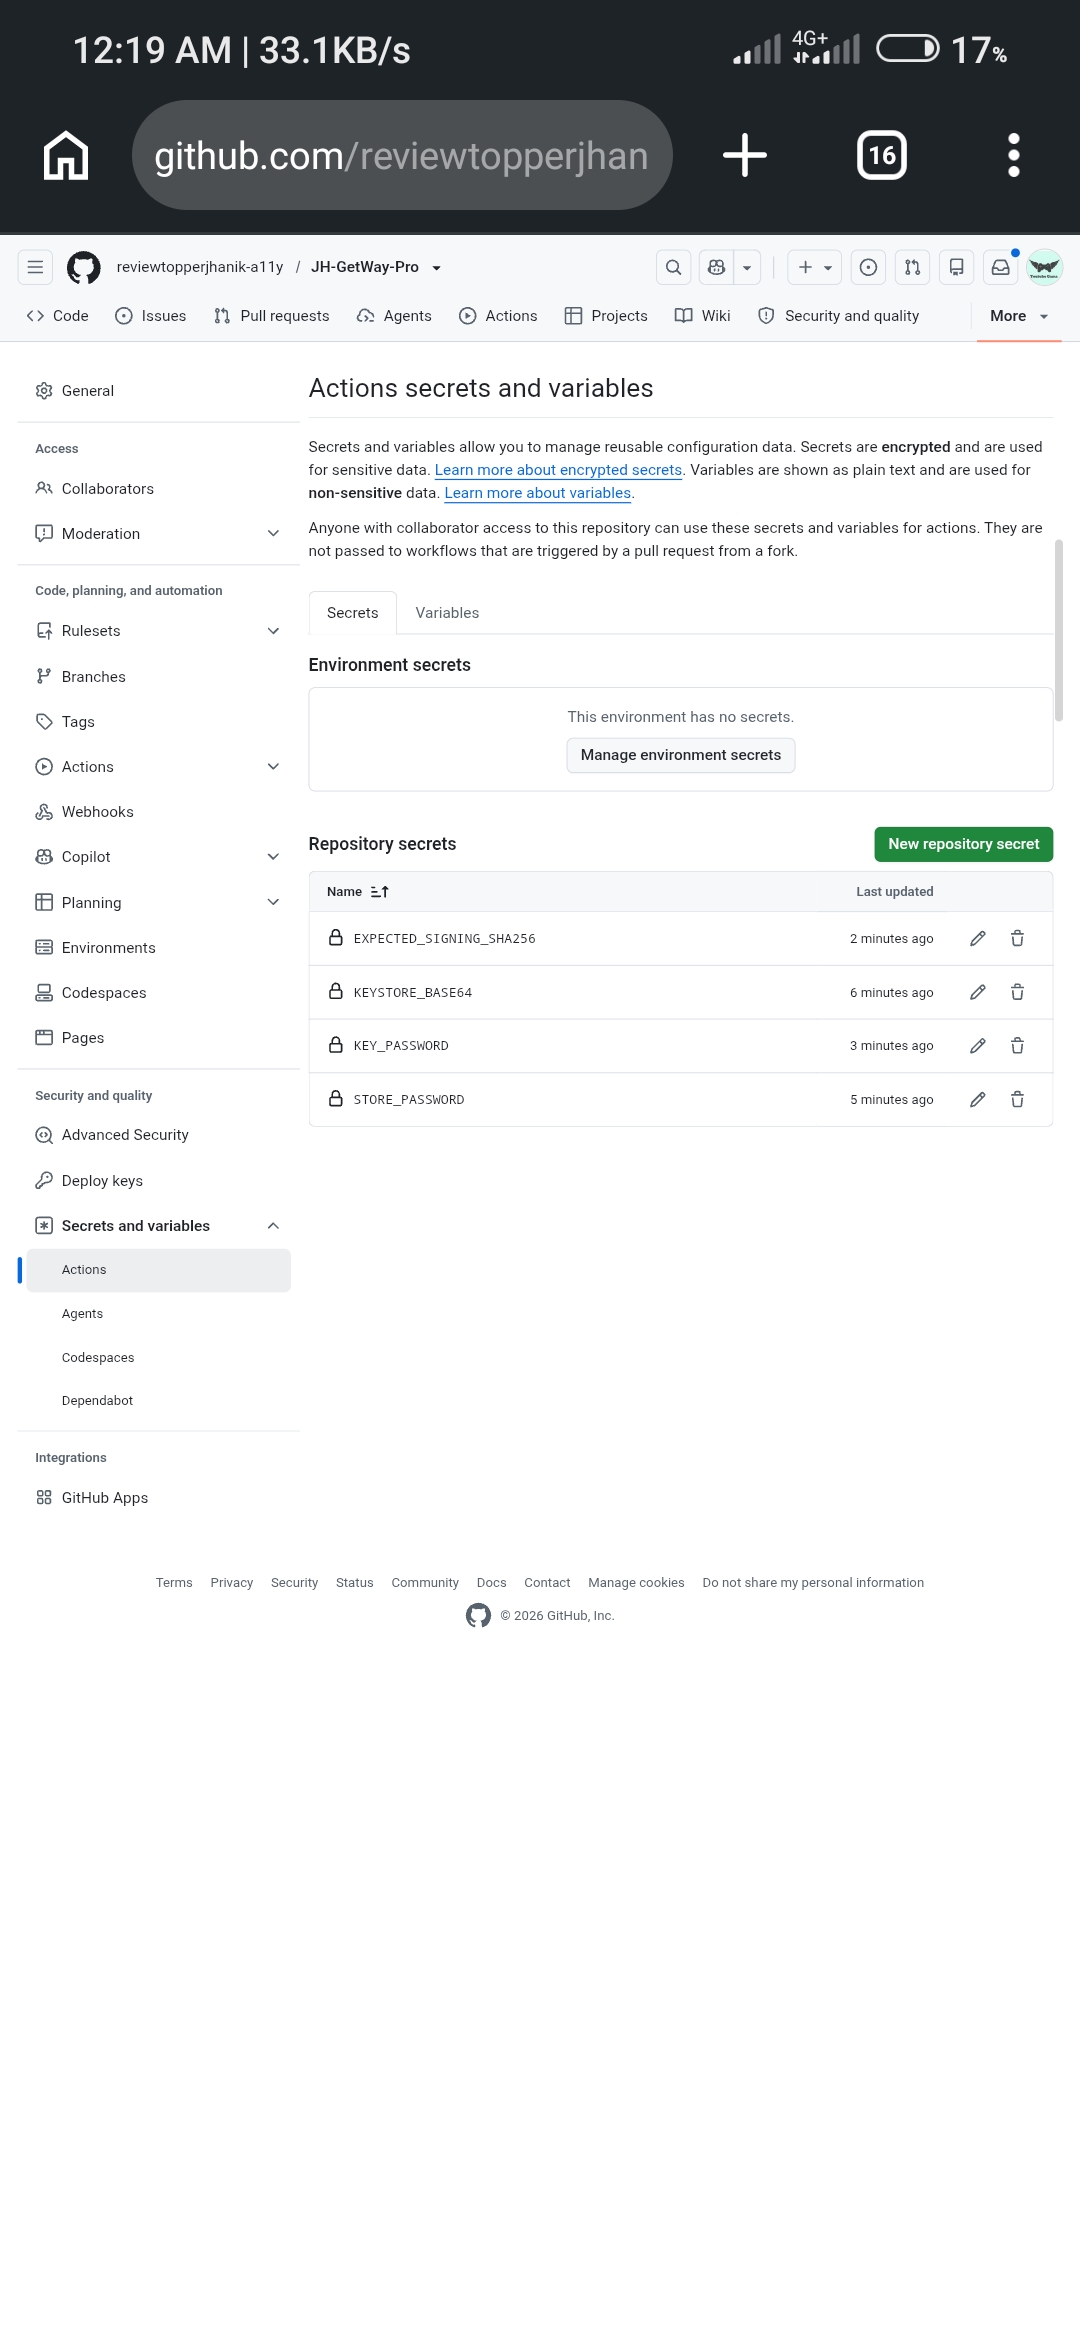 12:19 AM | 33.1KB/s 4G+ 17%
github.com/reviewtopperjhan 16
reviewtopperjhanik-a11y / JH-GetWay-Pro
Code Issues Pull requests Agents Actions Projects Wiki Security and quality More
General
Access
Collaborators
Moderation
Code, planning, and automation
Rulesets
Branches
Tags
Actions
Webhooks
Copilot
Planning
Environments
Codespaces
Pages
Security and quality
Advanced Security
Deploy keys
Secrets and variables
Actions
Agents
Codespaces
Dependabot
Integrations
GitHub Apps
Actions secrets and variables
Secrets and variables allow you to manage reusable configuration data. Secrets are encrypted and are used
for sensitive data. Learn more about encrypted secrets. Variables are shown as plain text and are used for
non-sensitive data. Learn more about variables.
Anyone with collaborator access to this repository can use these secrets and variables for actions. They are
not passed to workflows that are triggered by a pull request from a fork.
Secrets Variables
Environment secrets
This environment has no secrets.
Manage environment secrets
Repository secrets New repository secret
Name Last updated
EXPECTED_SIGNING_SHA256 2 minutes ago
KEYSTORE_BASE64 6 minutes ago
KEY_PASSWORD 3 minutes ago
STORE_PASSWORD 5 minutes ago
Terms Privacy Security Status Community Docs Contact Manage cookies Do not share my personal information
© 2026 GitHub, Inc.